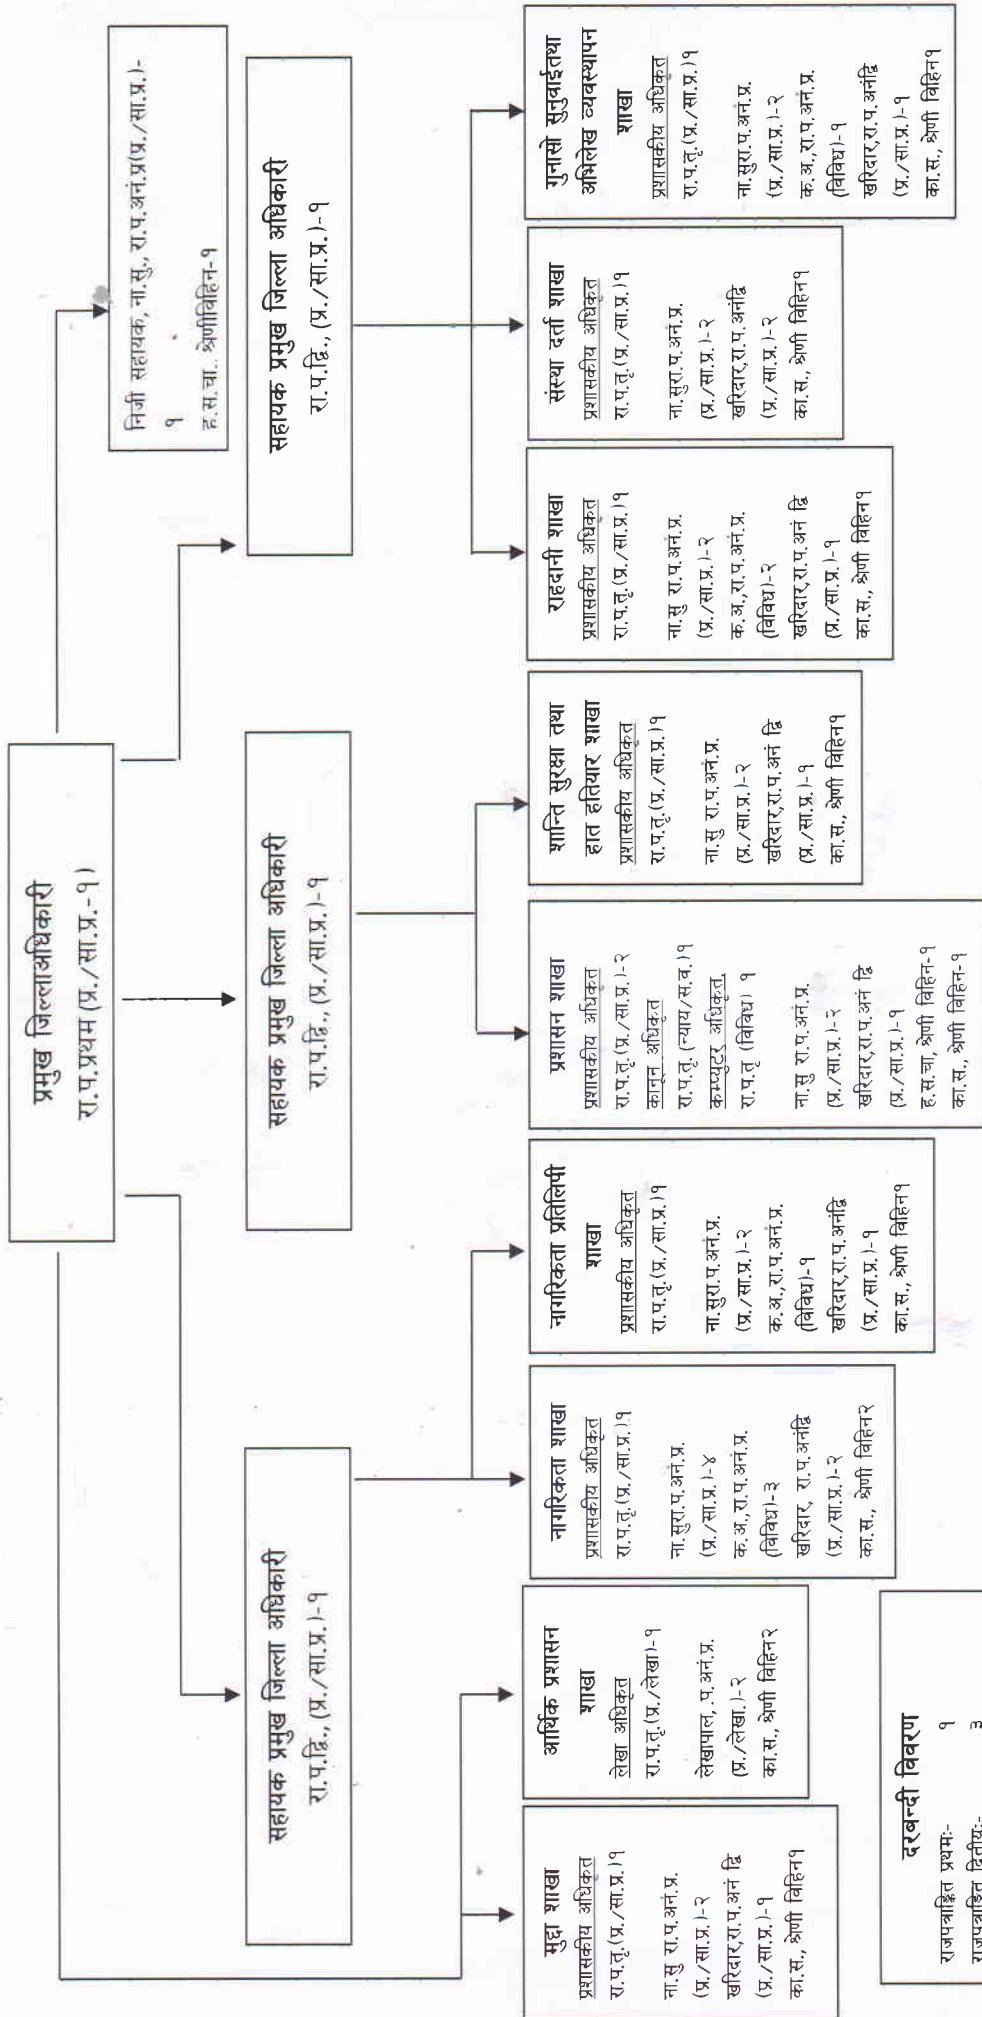 प्रमुख जिल्लाअधिकारी
रा.प.प्रथम (प्र./सा.प्र.-१)
निजी सहायक, ना.सु., रा.प.अनं.प्र(प्र./सा.प्र.)-
१
ह.स.चा.. श्रेणीविहिन-१
सहायक प्रमुख जिल्ला अधिकारी
रा.प.द्वि., (प्र./सा.प्र.)-१
सहायक प्रमुख जिल्ला अधिकारी
रा.प.द्वि., (प्र./सा.प्र.)-१
सहायक प्रमुख जिल्ला अधिकारी
रा.प.द्वि., (प्र./सा.प्र.)-१
मुद्दा शाखा
प्रशासकीय अधिकृत
रा.प.तृ.(प्र./सा.प्र.)१
ना.सु रा.प.अनं.प्र.
(प्र./सा.प्र.)-२
खरिदार,रा.प.अनं द्वि
(प्र./सा.प्र.)-१
का.स., श्रेणी विहिन१
आर्थिक प्रशासन
शाखा
लेखा अधिकृत
रा.प.तृ.(प्र./लेखा)-१
लेखापाल, .प.अनं.प्र.
(प्र./लेखा.)-२
का.स., श्रेणी विहिन२
नागरिकता शाखा
प्रशासकीय अधिकृत
रा.प.तृ.(प्र./सा.प्र.)१
ना.सुरा.प.अनं.प्र.
(प्र./सा.प्र.)-४
क.अ.,रा.प.अनं.प्र.
(विविध)-३
खरिदार, रा.प.अनंद्वि
(प्र./सा.प्र.)-२
का.स., श्रेणी विहिन२
नागरिकता प्रतिलिपी
शाखा
प्रशासकीय अधिकृत
रा.प.तृ.(प्र./सा.प्र.)१
ना.सुरा.प.अनं.प्र.
(प्र./सा.प्र.)-२
क.अ.,रा.प.अनं.प्र.
(विविध)-१
खरिदार,रा.प.अनंद्वि
(प्र./सा.प्र.)-१
का.स., श्रेणी विहिन१
प्रशासन शाखा
प्रशासकीय अधिकृत
रा.प.तृ.(प्र./सा.प्र.)-२
कानून अधिकृत
रा.प.तृ.(न्याय/स.व.)१
कम्प्युटर अधिकृत.
रा.प.तृ (विविध) १
ना.सु रा.प.अनं.प्र.
(प्र./सा.प्र.)-२
खरिदार,रा.प.अनं द्वि
(प्र./सा.प्र.)-१
ह.स.चा, श्रेणी विहिन-१
का.स., श्रेणी विहिन-१
शान्ति सुरक्षा तथा
हात हतियार शाखा
प्रशासकीय अधिकृत
रा.प.तृ.(प्र./सा.प्र.)१
ना.सु रा.प.अनं.प्र.
(प्र./सा.प्र.)-२
खरिदार,रा.प.अनं द्वि
(प्र./सा.प्र.)-१
का.स., श्रेणी विहिन१
राहदानी शाखा
प्रशासकीय अधिकृत
रा.प.तृ.(प्र./सा.प्र.)१
ना.सु रा.प.अनं.प्र.
(प्र./सा.प्र.)-२
क.अ.,रा.प.अनं.प्र.
(विविध)-२
खरिदार,रा.प.अनं द्वि
(प्र./सा.प्र.)-१
का.स., श्रेणी विहिन१
संस्था दर्ता शाखा
प्रशासकीय अधिकृत
रा.प.तृ.(प्र./सा.प्र.)१
ना.सुरा.प.अनं.प्र.
(प्र./सा.प्र.)-२
खरिदार,रा.प.अनंद्वि
(प्र./सा.प्र.)-२
का.स., श्रेणी विहिन१
गुनासो सुनुवाईतथा
अभिलेख व्यवस्थापन
शाखा
प्रशासकीय अधिकृत
रा.प.तृ.(प्र./सा.प्र.)१
ना.सुरा.प.अनं.प्र.
(प्र./सा.प्र.)-२
क.अ.,रा.प.अनं.प्र.
(विविध)-१
खरिदार,रा.प.अनंद्वि
(प्र./सा.प्र.)-१
का.स., श्रेणी विहिन१
दरबन्दी विवरण
राजपत्राङ्कित प्रथमः- १
राजपत्राङ्कित द्वितीयः- ३